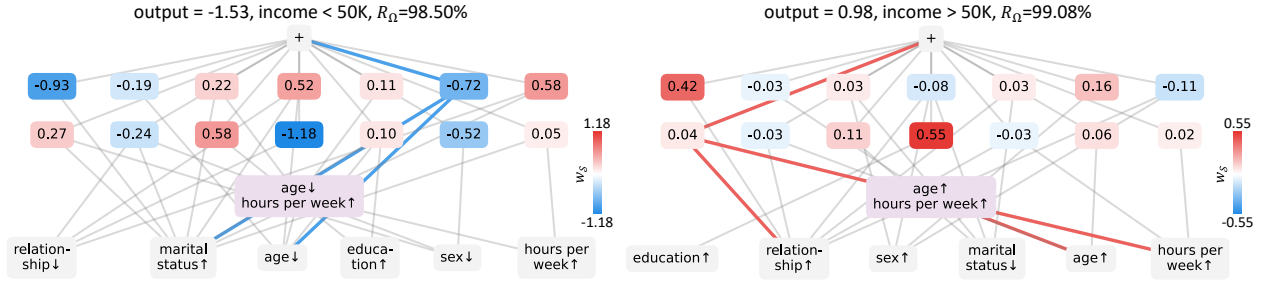 output = -1.53, income < 50K, R_Ω=98.50%
+
-0.93 -0.19 0.22 0.52 0.11 -0.72 0.58
0.27 -0.24 0.58 -1.18 0.10 -0.52 0.05
age↓
hours per week↑
relation-
ship↓
marital
status↑
age↓
educa-
tion↑
sex↓
hours per
week↑
1.18
w_S
-1.18
output = 0.98, income > 50K, R_Ω=99.08%
+
0.42 -0.03 0.03 -0.08 0.03 0.16 -0.11
0.04 -0.03 0.11 0.55 -0.03 0.06 0.02
age↑
hours per week↑
education↑
relation-
ship↑
sex↑
marital
status↓
age↑
hours per
week↑
0.55
w_S
-0.55